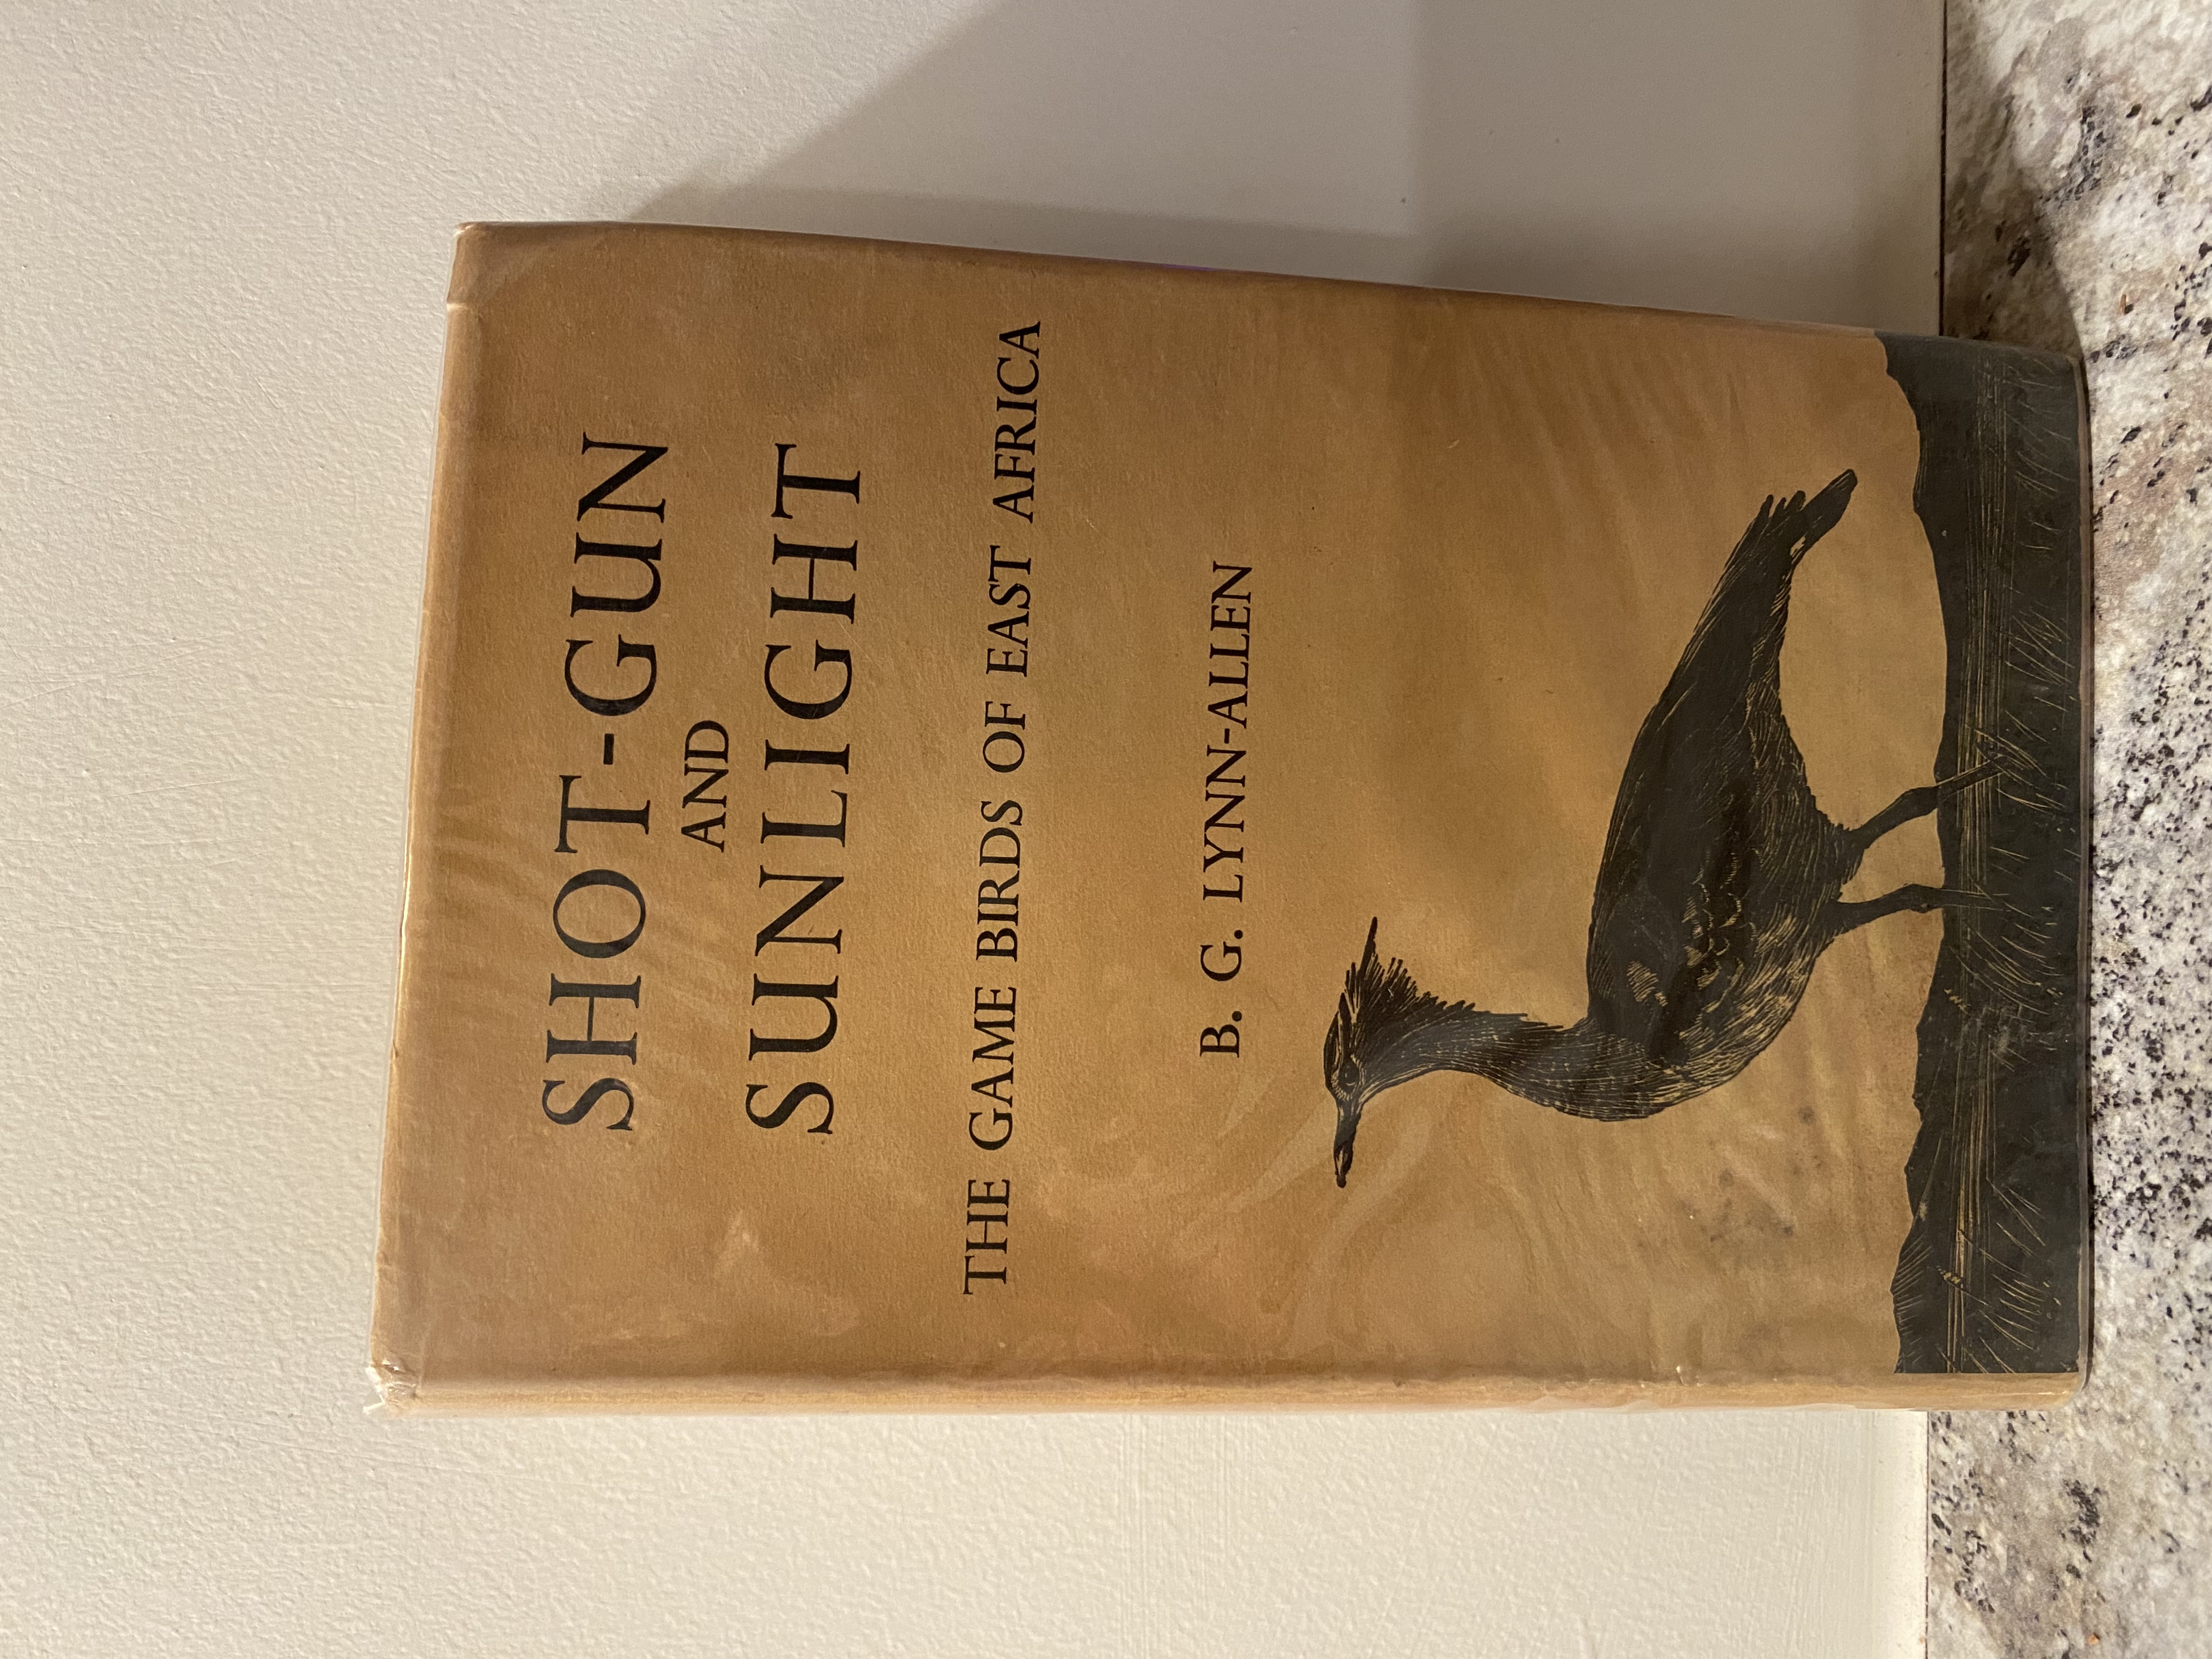 SHOT-GUN
AND
SUNLIGHT
THE GAME BIRDS OF EAST AFRICA
B. G. LYNN-ALLEN